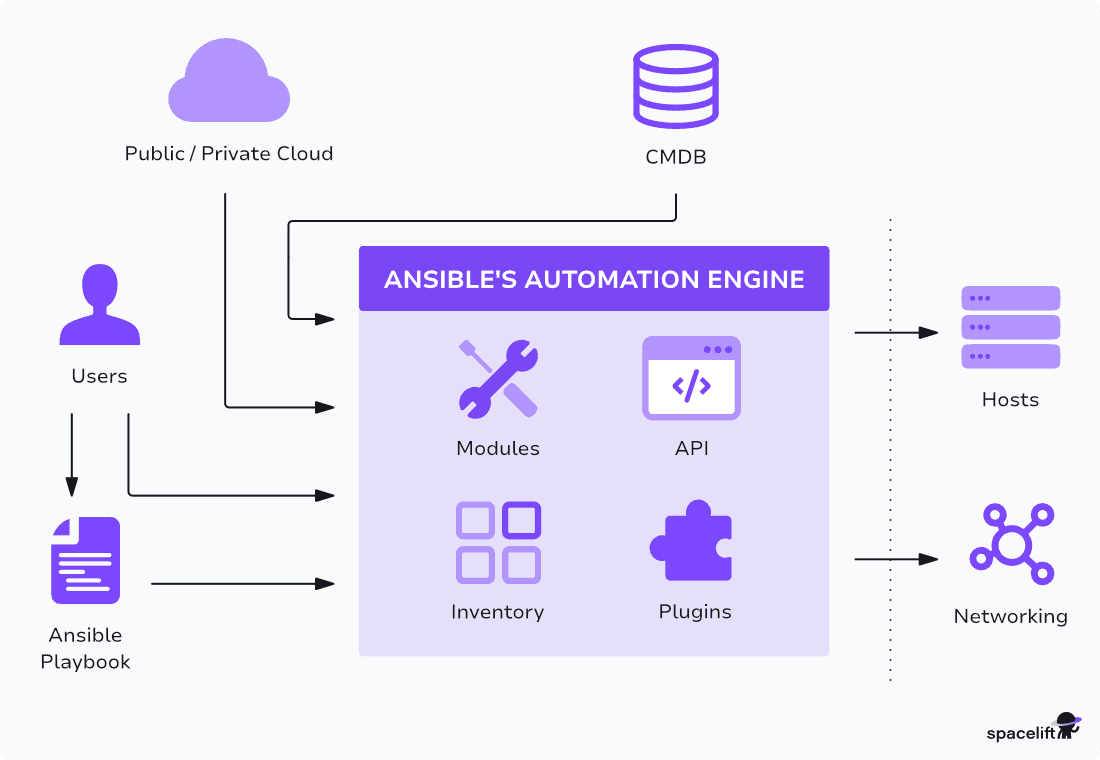 Public / Private Cloud
CMDB
ANSIBLE'S AUTOMATION ENGINE
Users
Modules
API
Hosts
Inventory
Plugins
Networking
Ansible
Playbook
spacelift